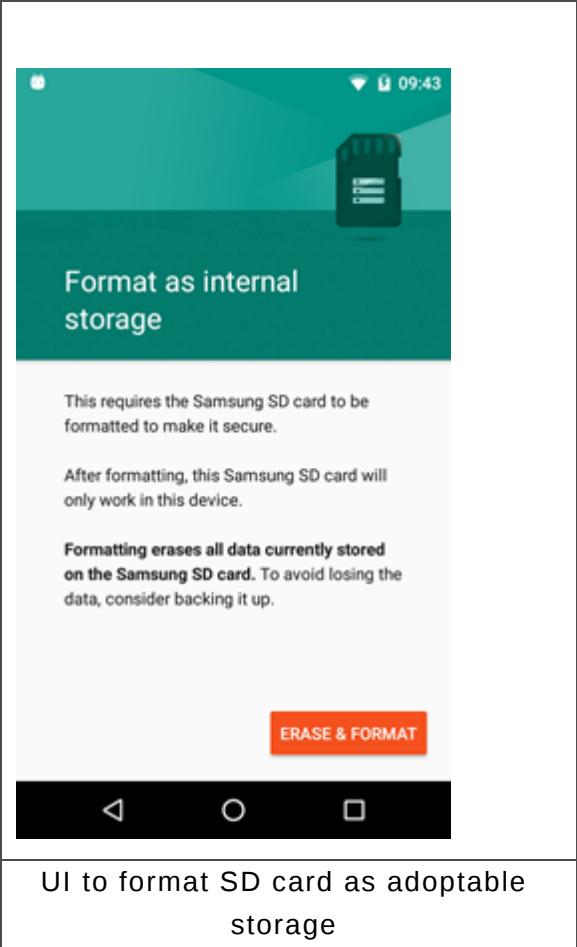 09:43
Format as internal
storage
This requires the Samsung SD card to be
formatted to make it secure.
After formatting, this Samsung SD card will
only work in this device.
Formatting erases all data currently stored
on the Samsung SD card. To avoid losing the
data, consider backing it up.
ERASE & FORMAT
UI to format SD card as adoptable
storage